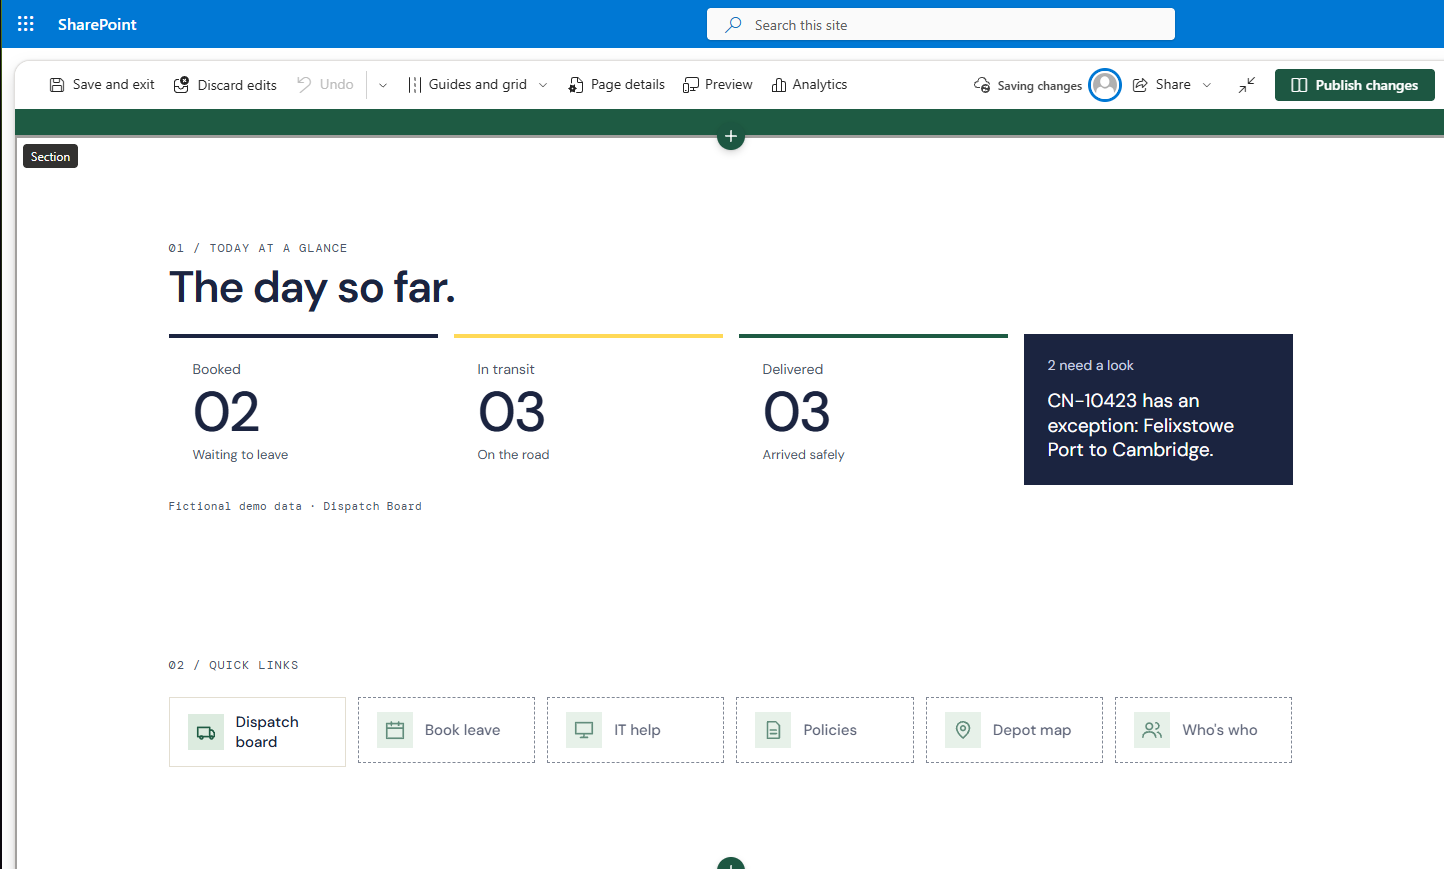 SharePoint
Search this site
Save and exit
Discard edits
Undo
Guides and grid
Page details
Preview
Analytics
Saving changes
Share
Publish changes
Section
01 / TODAY AT A GLANCE
The day so far.
Booked
02
Waiting to leave
In transit
03
On the road
Delivered
03
Arrived safely
2 need a look
CN-10423 has an
exception: Felixstowe
Port to Cambridge.
Fictional demo data · Dispatch Board
02 / QUICK LINKS
Dispatch
board
Book leave
IT help
Policies
Depot map
Who's who